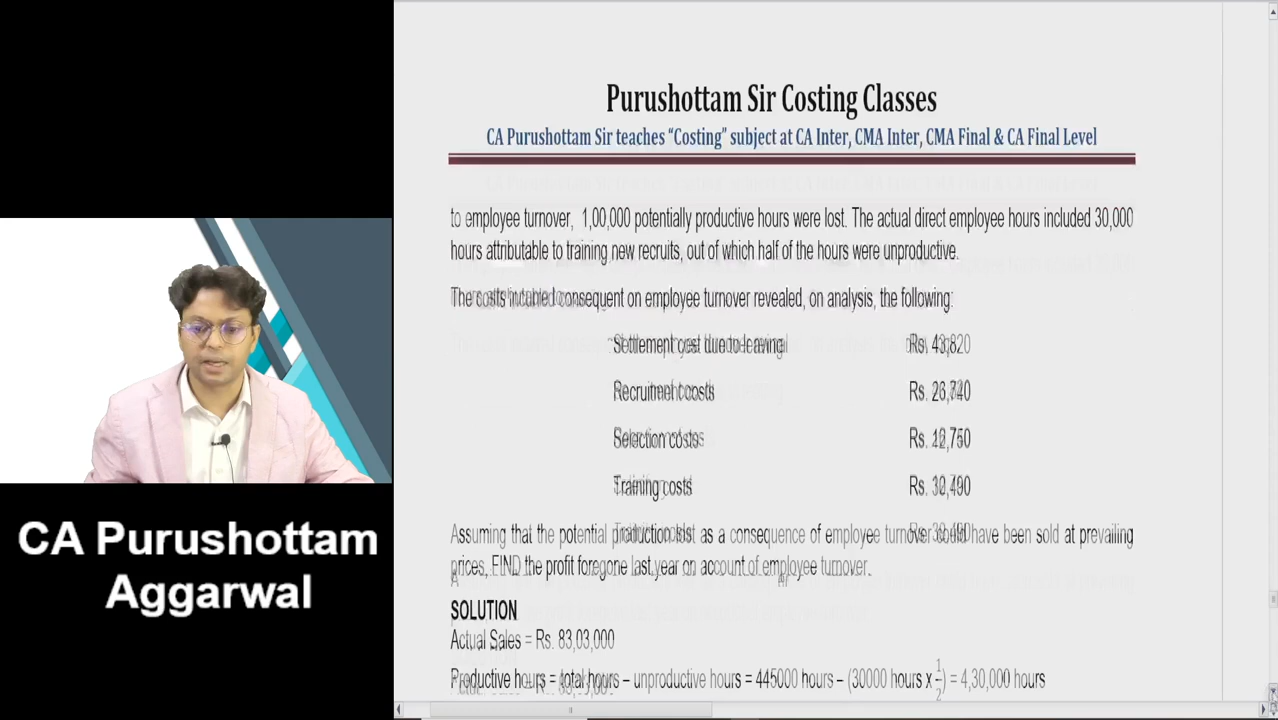 Purushottam Sir Costing Classes
CA Purushottam Sir teaches “Costing” subject at CA Inter, CMA Inter, CMA Final & CA Final Level
to employee turnover, 1,00,000 potentially productive hours were lost. The actual direct employee hours included 30,000
hours attributable to training new recruits, out of which half of the hours were unproductive.
The costs incurred consequent on employee turnover revealed, on analysis, the following:
Settlement cost due to leaving Rs. 43,820
Recruitment costs Rs. 26,740
Selection costs Rs. 12,750
Training costs Rs. 30,490
Assuming that the potential production lost as a consequence of employee turnover could have been sold at prevailing
prices, FIND the profit foregone last year on account of employee turnover.
SOLUTION
Actual Sales = Rs. 83,03,000
Productive hours = total hours – unproductive hours = 445000 hours – (30000 hours x 1/2) = 4,30,000 hours
CA Purushottam
Aggarwal